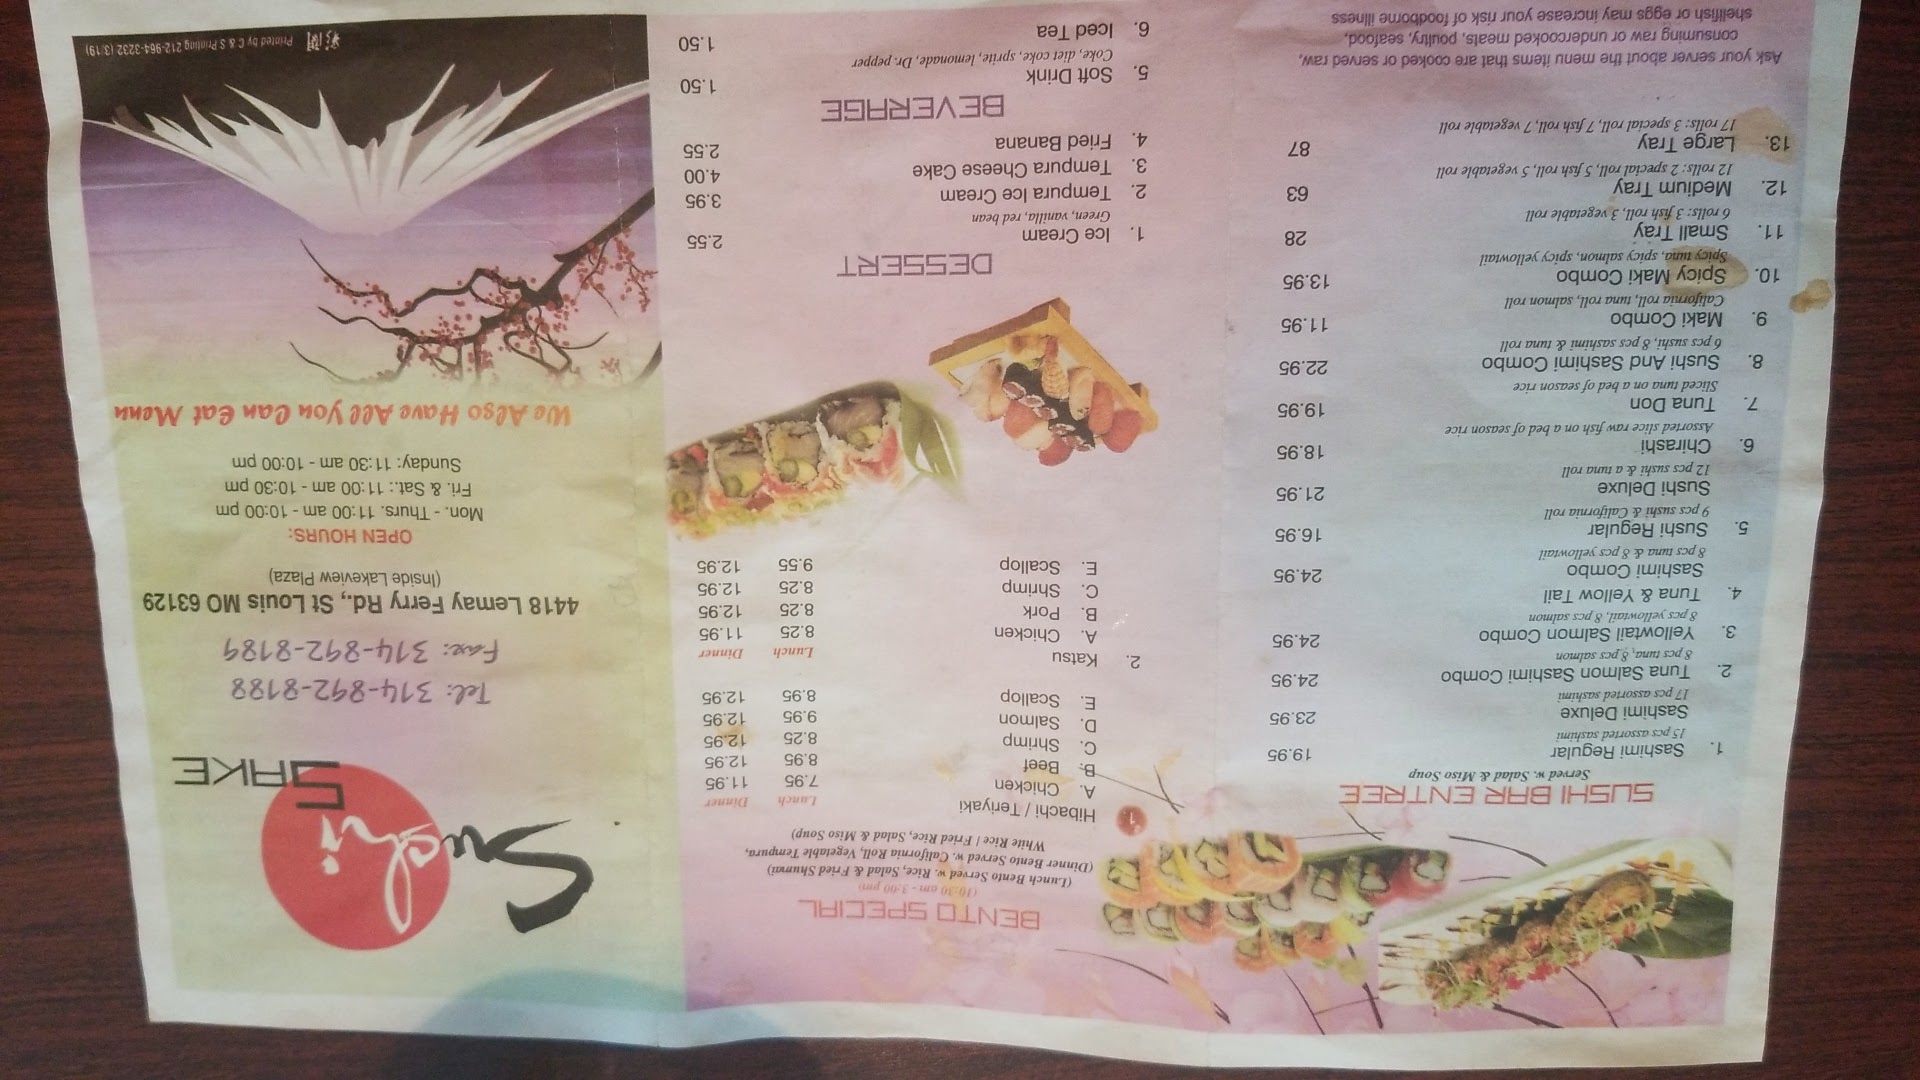 Sushi
SAKE
Tel: 314-892-8188
Fax: 314-892-8189
4418 Lemay Ferry Rd., St Louis MO 63129
(Inside Lakeview Plaza)
OPEN HOURS:
Mon. - Thurs. 11:00 am - 10:00 pm
Fri. & Sat.: 11:00 am - 10:30 pm
Sunday: 11:30 am - 10:00 pm
We Also Have All You Can Eat Menu
彩閣 Printed by C & S Printing 212-964-3232 (3/19)
BENTO SPECIAL
(10:30 am - 3:00 pm)
(Lunch Bento Served w. Rice, Salad & Fried Shumai)
(Dinner Bento Served w. California Roll, Vegetable Tempura,
White Rice / Fried Rice, Salad & Miso Soup)
1. Hibachi / Teriyaki Lunch Dinner
A. Chicken 7.95 11.95
B. Beef 8.95 12.95
C. Shrimp 8.25 12.95
D. Salmon 9.95 12.95
E. Scallop 8.95 12.95
2. Katsu Lunch Dinner
A. Chicken 8.25 11.95
B. Pork 8.25 12.95
C. Shrimp 8.25 12.95
E. Scallop 9.55 12.95
DESSERT
1. Ice Cream 2.55
Green, vanilla, red bean
2. Tempura Ice Cream 3.95
3. Tempura Cheese Cake 4.00
4. Fried Banana 2.55
BEVERAGE
5. Soft Drink 1.50
Coke, diet coke, sprite, lemonade, Dr. pepper
6. Iced Tea 1.50
SUSHI BAR ENTREE
Served w. Salad & Miso Soup
1. Sashimi Regular 19.95
15 pcs assorted sashimi
Sashimi Deluxe 23.95
17 pcs assorted sashimi
2. Tuna Salmon Sashimi Combo 24.95
8 pcs tuna, 8 pcs salmon
3. Yellowtail Salmon Combo 24.95
8 pcs yellowtail, 8 pcs salmon
4. Tuna & Yellow Tail
Sashimi Combo 24.95
8 pcs tuna & 8 pcs yellowtail
5. Sushi Regular 16.95
9 pcs sushi & California roll
Sushi Deluxe 21.95
12 pcs sushi & a tuna roll
6. Chirashi 18.95
Assorted slice raw fish on a bed of season rice
7. Tuna Don 19.95
Sliced tuna on a bed of season rice
8. Sushi And Sashimi Combo 22.95
6 pcs sushi, 8 pcs sashimi & tuna roll
9. Maki Combo 11.95
California roll, tuna roll, salmon roll
10. Spicy Maki Combo 13.95
Spicy tuna, spicy salmon, spicy yellowtail
11. Small Tray 28
6 rolls: 3 fish roll, 3 vegetable roll
12. Medium Tray 63
12 rolls: 2 special roll, 5 fish roll, 5 vegetable roll
13. Large Tray 87
17 rolls: 3 special roll, 7 fish roll, 7 vegetable roll
Ask your server about the menu items that are cooked or served raw,
consuming raw or undercooked meats, poultry, seafood,
shellfish or eggs may increase your risk of foodborne illness